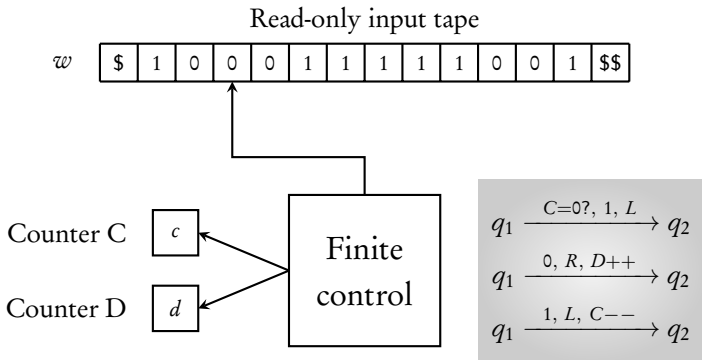 Read-only input tape
w $ 1 0 0 0 1 1 1 1 1 0 0 1 $$
Counter C c
Counter D d
Finite
control
q₁ C=0?, 1, L q₂
q₁ 0, R, D++ q₂
q₁ 1, L, C−− q₂